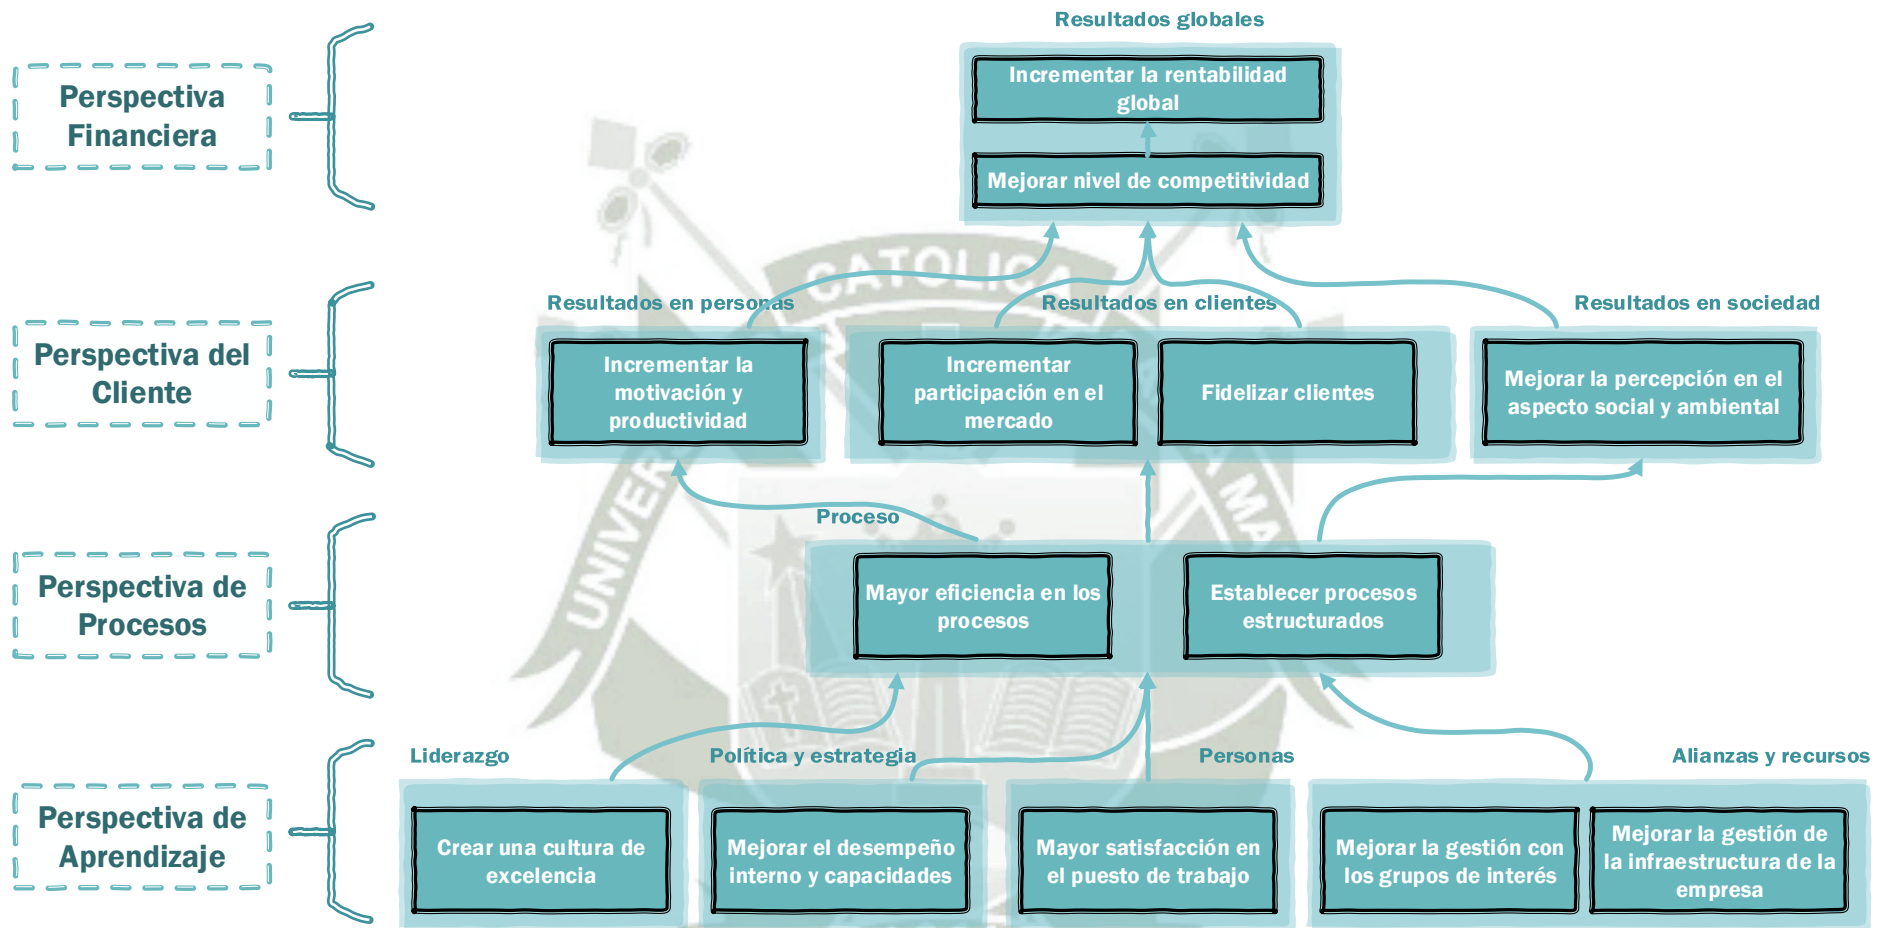 Resultados globales
Perspectiva
Financiera
Incrementar la rentabilidad
global
Mejorar nivel de competitividad
CATOLICA
Resultados en personas
Resultados en clientes
Resultados en sociedad
Perspectiva del
Cliente
Incrementar la
motivación y
productividad
Incrementar
participación en el
mercado
Fidelizar clientes
Mejorar la percepción en el
aspecto social y ambiental
UNIVER
Proceso
Perspectiva de
Procesos
Mayor eficiencia en los
procesos
Establecer procesos
estructurados
Liderazgo
Política y estrategia
Personas
Alianzas y recursos
Perspectiva de
Aprendizaje
Crear una cultura de
excelencia
Mejorar el desempeño
interno y capacidades
Mayor satisfacción en
el puesto de trabajo
Mejorar la gestión con
los grupos de interés
Mejorar la gestión de
la infraestructura de la
empresa